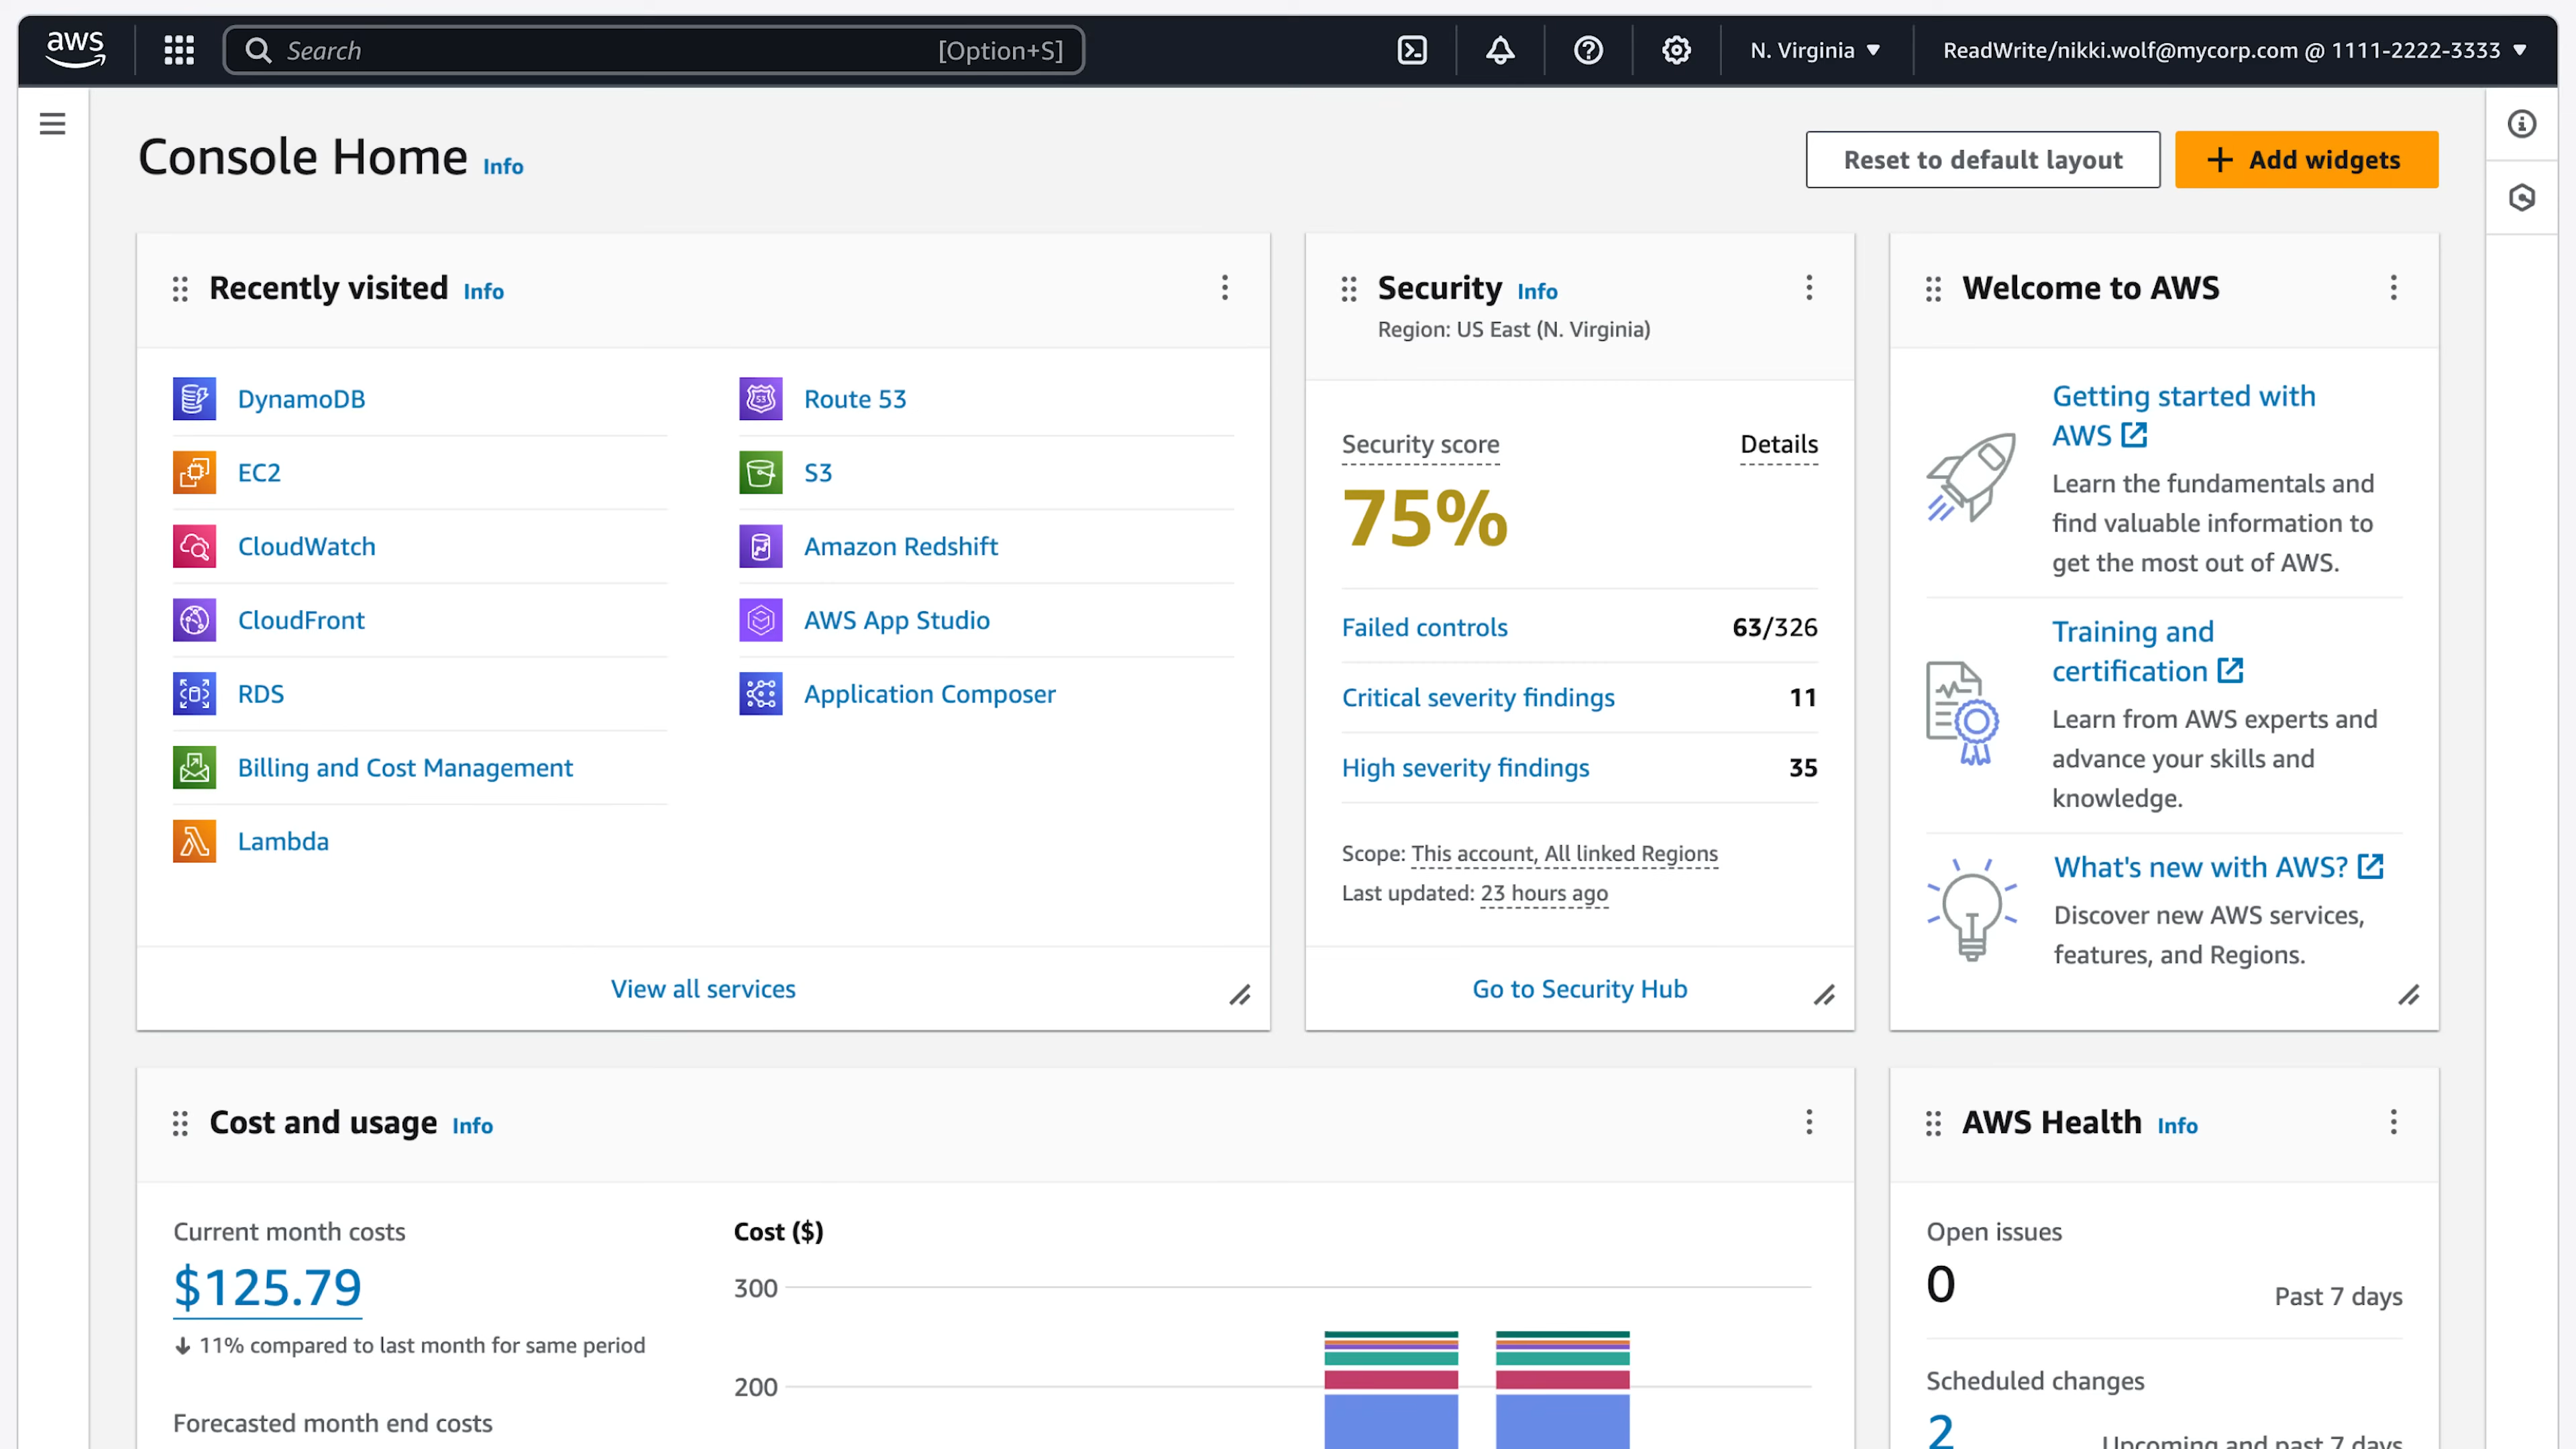 aws
Search [Option+S]
N. Virginia
ReadWrite/nikki.wolf@mycorp.com @ 1111-2222-3333
Console Home Info
Reset to default layout
Add widgets
Recently visited Info
DynamoDB
EC2
CloudWatch
CloudFront
RDS
Billing and Cost Management
Lambda
Route 53
S3
Amazon Redshift
AWS App Studio
Application Composer
View all services
Security Info
Region: US East (N. Virginia)
Security score Details
75%
Failed controls 63/326
Critical severity findings 11
High severity findings 35
Scope: This account, All linked Regions
Last updated: 23 hours ago
Go to Security Hub
Welcome to AWS
Getting started with
AWS
Learn the fundamentals and
find valuable information to
get the most out of AWS.
Training and
certification
Learn from AWS experts and
advance your skills and
knowledge.
What's new with AWS?
Discover new AWS services,
features, and Regions.
Cost and usage Info
Current month costs
$125.79
11% compared to last month for same period
Forecasted month end costs
Cost ($)
300
200
AWS Health Info
Open issues
0 Past 7 days
Scheduled changes
2 Upcoming and past 7 days